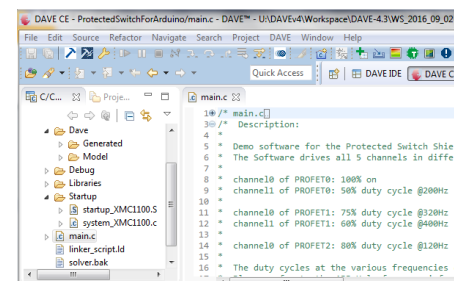 DAVE CE - ProtectedSwitchForArduino/main.c - DAVE™ - U:\DAVEv4\Workspace\DAVE-4.3\WS_2016_09_02
File Edit Source Refactor Navigate Search Project DAVE Window Help
Quick Access DAVE IDE DAVE C
C/C... Proje... main.c
Dave
Generated
Model
Debug
Libraries
Startup
startup_XMC1100.S
system_XMC1100.c
main.c
linker_script.ld
solver.bak
1 /* main.c
3 /* Description:
4 *
5 * Demo software for the Protected Switch Shie
6 * The Software drives all 5 channels in diffe
7 *
8 * channel0 of PROFET0: 100% on
9 * channel1 of PROFET0: 50% duty cycle @200Hz
10 *
11 * channel0 of PROFET1: 75% duty cycle @320Hz
12 * channel1 of PROFET1: 60% duty cycle @400Hz
13 *
14 * channel0 of PROFET2: 80% duty cycle @120Hz
15 *
16 * The duty cycles at the various frequencies